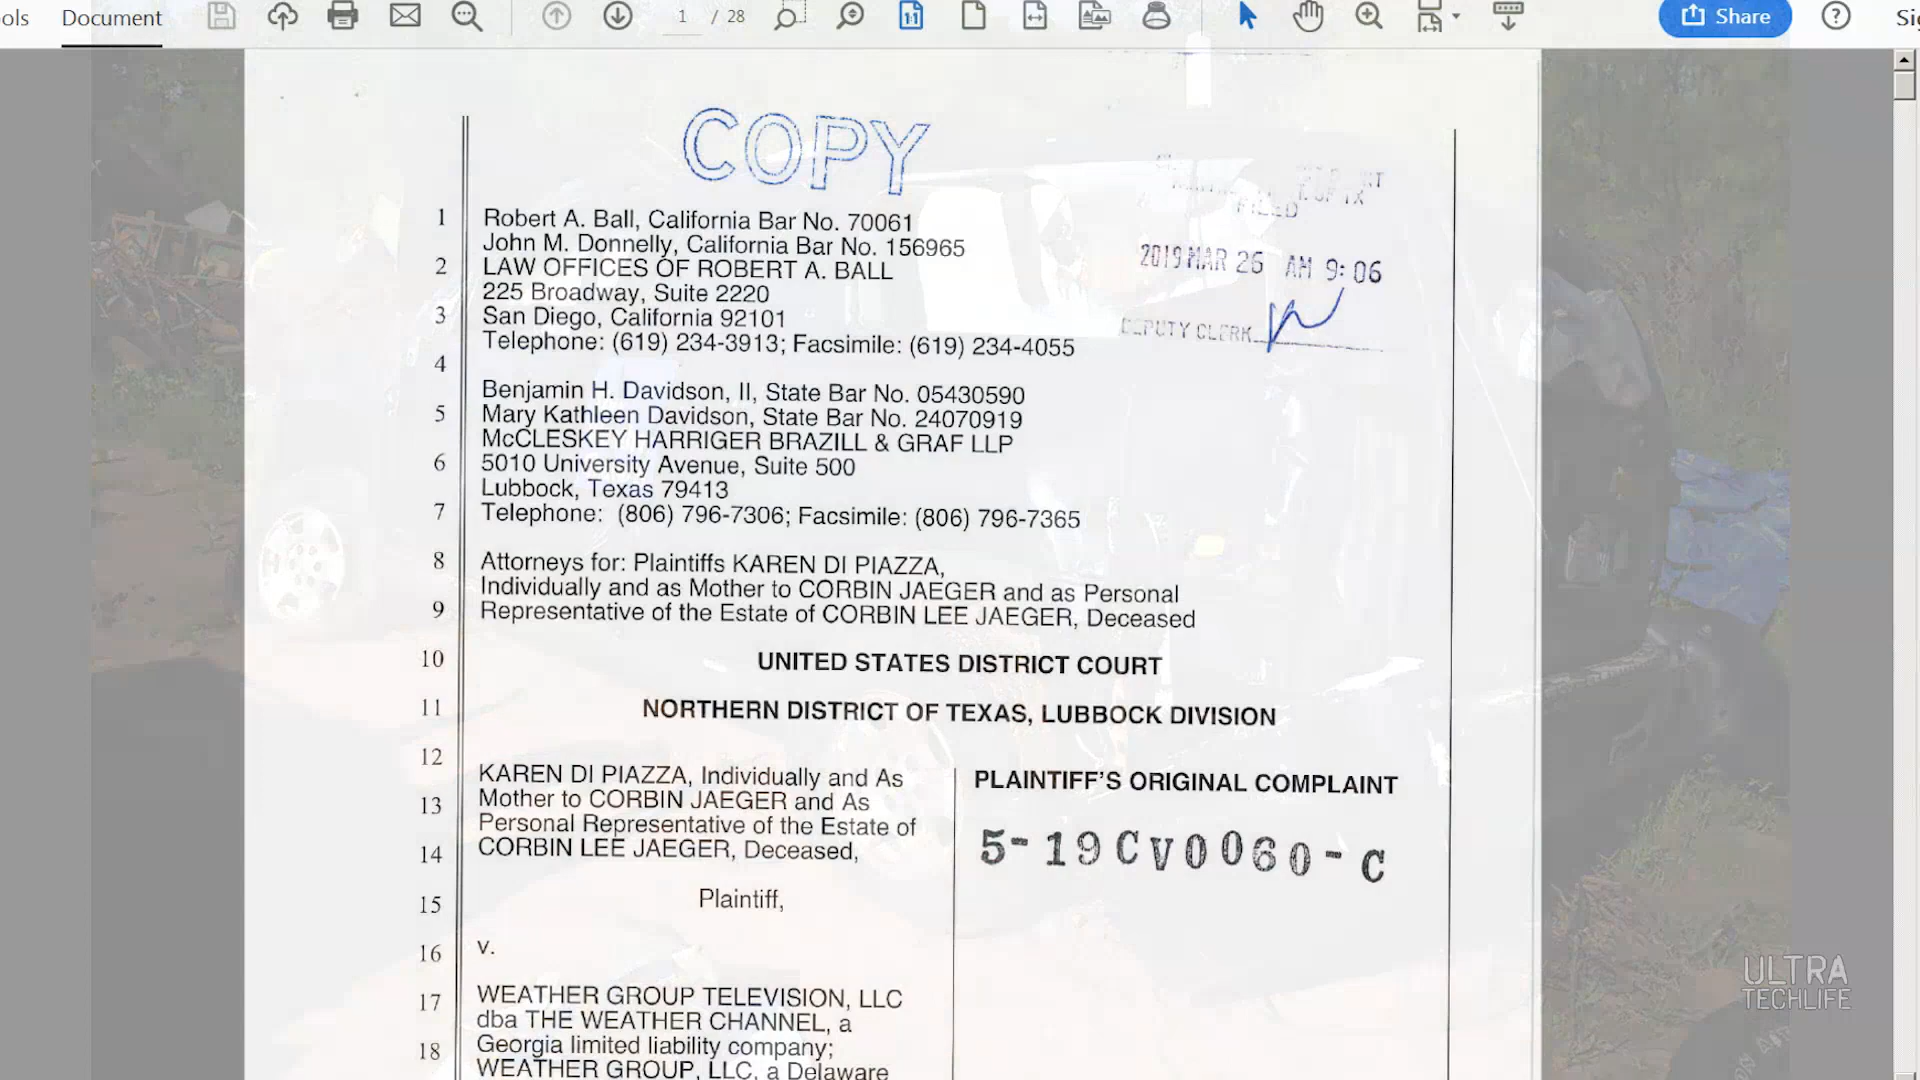 ols
Document
1 / 28
Share
COPY
FILED
2019 MAR 26 AM 9:06
DEPUTY CLERK
1 Robert A. Ball, California Bar No. 70061
John M. Donnelly, California Bar No. 156965
2 LAW OFFICES OF ROBERT A. BALL
225 Broadway, Suite 2220
3 San Diego, California 92101
Telephone: (619) 234-3913; Facsimile: (619) 234-4055
4
Benjamin H. Davidson, II, State Bar No. 05430590
5 Mary Kathleen Davidson, State Bar No. 24070919
McCLESKEY HARRIGER BRAZILL & GRAF LLP
6 5010 University Avenue, Suite 500
Lubbock, Texas 79413
7 Telephone: (806) 796-7306; Facsimile: (806) 796-7365
8 Attorneys for: Plaintiffs KAREN DI PIAZZA,
Individually and as Mother to CORBIN JAEGER and as Personal
9 Representative of the Estate of CORBIN LEE JAEGER, Deceased
10 UNITED STATES DISTRICT COURT
11 NORTHERN DISTRICT OF TEXAS, LUBBOCK DIVISION
12
KAREN DI PIAZZA, Individually and As
13 Mother to CORBIN JAEGER and As
Personal Representative of the Estate of
14 CORBIN LEE JAEGER, Deceased,
15 Plaintiff,
16 v.
17 WEATHER GROUP TELEVISION, LLC
dba THE WEATHER CHANNEL, a
18 Georgia limited liability company;
WEATHER GROUP, LLC, a Delaware
PLAINTIFF'S ORIGINAL COMPLAINT
5-19CV0060-C
ULTRA
TECHLIFE